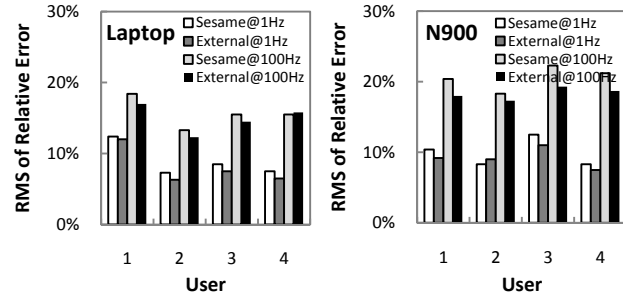 30%
20%
10%
0%
RMS of Relative Error
Laptop
Sesame@1Hz
External@1Hz
Sesame@100Hz
External@100Hz
1 2 3 4
User
30%
20%
10%
0%
RMS of Relative Error
N900
Sesame@1Hz
External@1Hz
Sesame@100Hz
External@100Hz
1 2 3 4
User